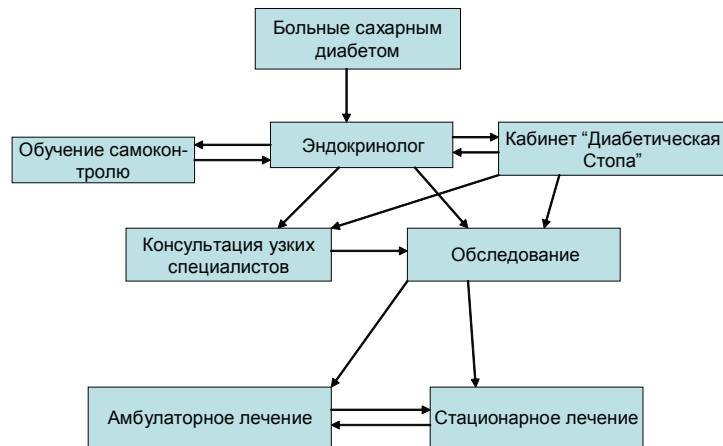 Больные сахарным
диабетом
Обучение самокон-
тролю
Эндокринолог
Кабинет “Диабетическая
Стопа”
Консультация узких
специалистов
Обследование
Амбулаторное лечение
Стационарное лечение